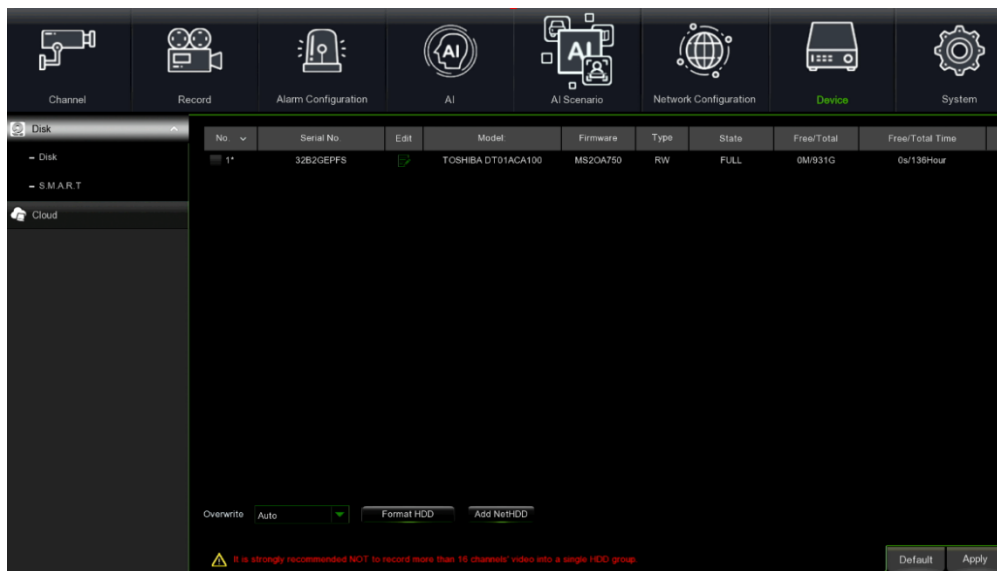 Channel Record Alarm Configuration AI AI Scenario Network Configuration Device System
Disk
No. Serial No. Edit Model: Firmware Type State Free/Total Free/Total Time
– Disk
1* 32B2GEPFS TOSHIBA DT01ACA100 MS2OA750 RW FULL 0M/931G 0s/136Hour
– S.M.A.R.T
Cloud
Overwrite Auto Format HDD Add NetHDD
It is strongly recommended NOT to record more than 16 channels' video into a single HDD group.
Default Apply